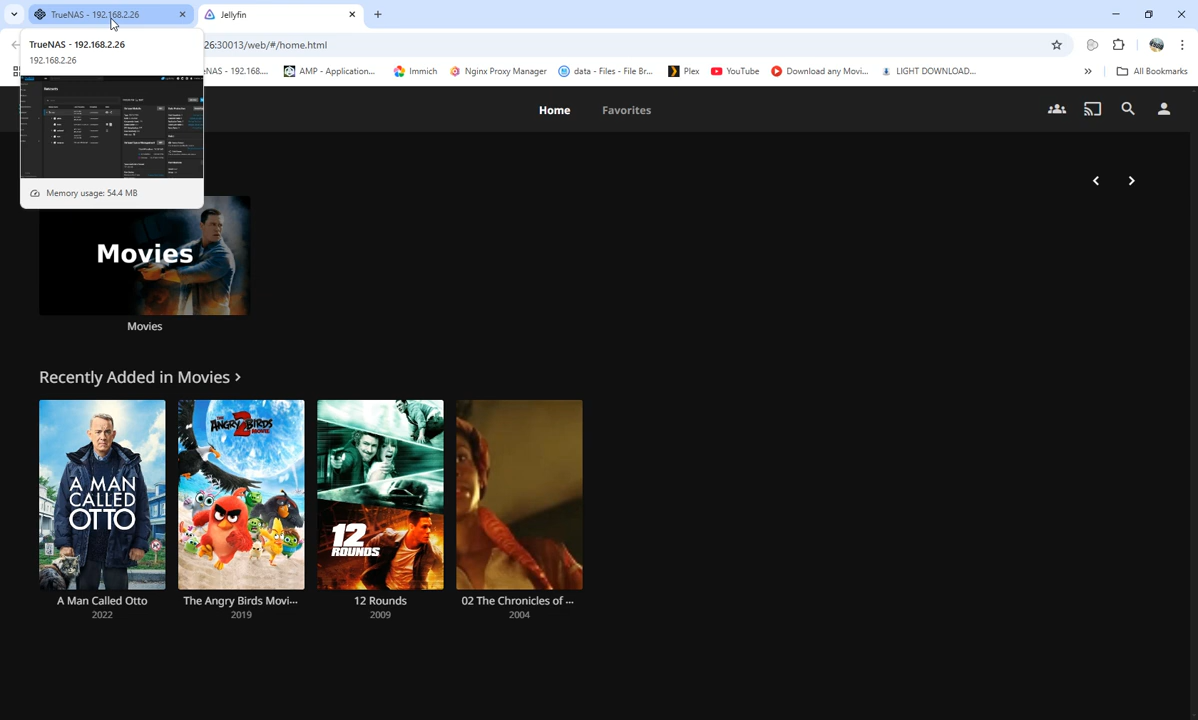 TrueNAS - 192.168.2.26
Jellyfin
TrueNAS - 192.168.2.26
192.168.2.26
26:30013/web/#/home.html
eNAS - 192.168....
AMP - Application...
Immich
Nginx Proxy Manager
data - Files - File Br...
Plex
YouTube
Download any Movi...
LIGHT DOWNLOAD...
»
All Bookmarks
Memory usage: 54.4 MB
Home
Favorites
Movies
Movies
Recently Added in Movies >
A MAN
CALLED
OTTO
THE
ANGRY BIRDS
MOVIE
2
12
ROUNDS
A Man Called Otto
2022
The Angry Birds Movi...
2019
12 Rounds
2009
02 The Chronicles of ...
2004